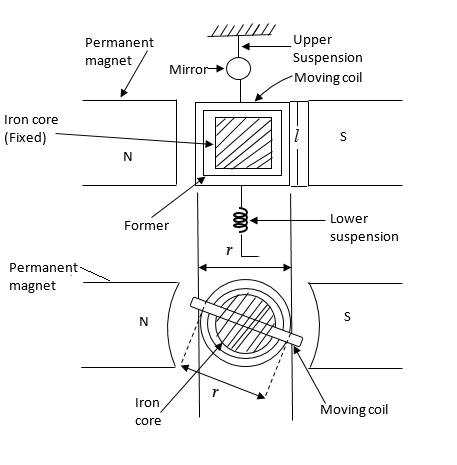 Permanent
magnet
Upper
Suspension
Mirror
Moving coil
Iron core
(Fixed)
N
l
S
Former
Lower
suspension
r
Permanent
magnet
N
S
r
Iron
core
Moving coil